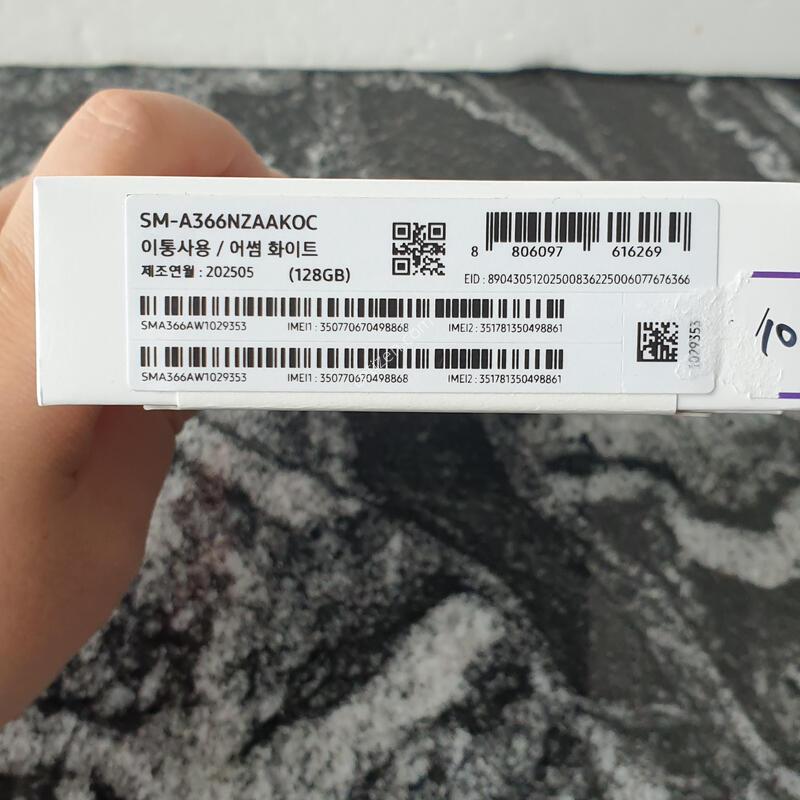 SM-A366NZAAKOC
이통사용 / 어썸 화이트
제조연월 : 202505 (128GB)
8 806097 616269
EID : 89043051202500836225006077676366
SMA366AW1029353 IMEI1 : 350770670498868 IMEI2 : 351781350498861
SMA366AW1029353 IMEI1 : 350770670498868 IMEI2 : 351781350498861
1029353